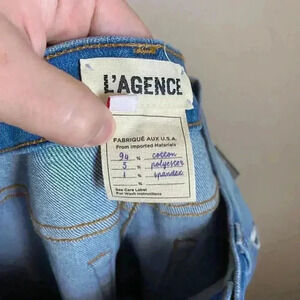 L'AGENCE
FABRIQUÉ AUX U.S.A.
From Imported Materials
94 % cotton
5 % polyester
1 % spandex
See Care Label
For Wash Instructions